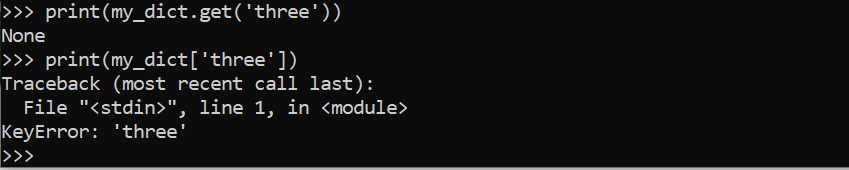 >>> print(my_dict.get('three'))
None
>>> print(my_dict['three'])
Traceback (most recent call last):
  File "<stdin>", line 1, in <module>
KeyError: 'three'
>>>